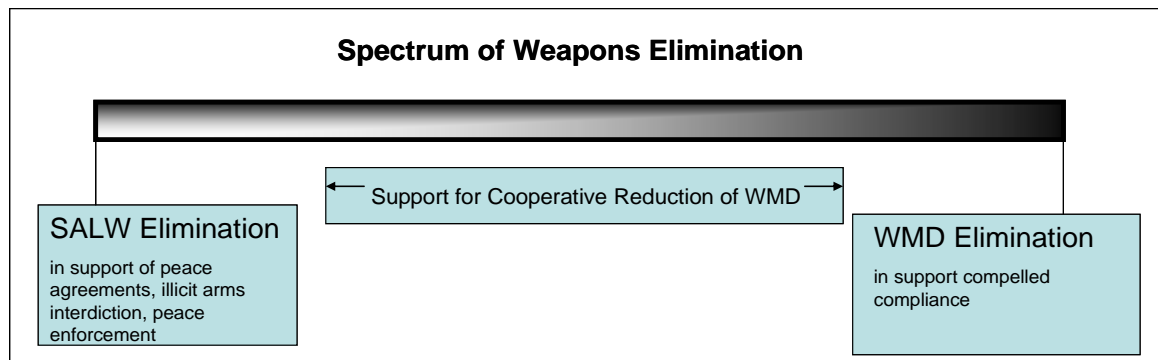 Spectrum of Weapons Elimination
Support for Cooperative Reduction of WMD
SALW Elimination
in support of peace
agreements, illicit arms
interdiction, peace
enforcement
WMD Elimination
in support compelled
compliance